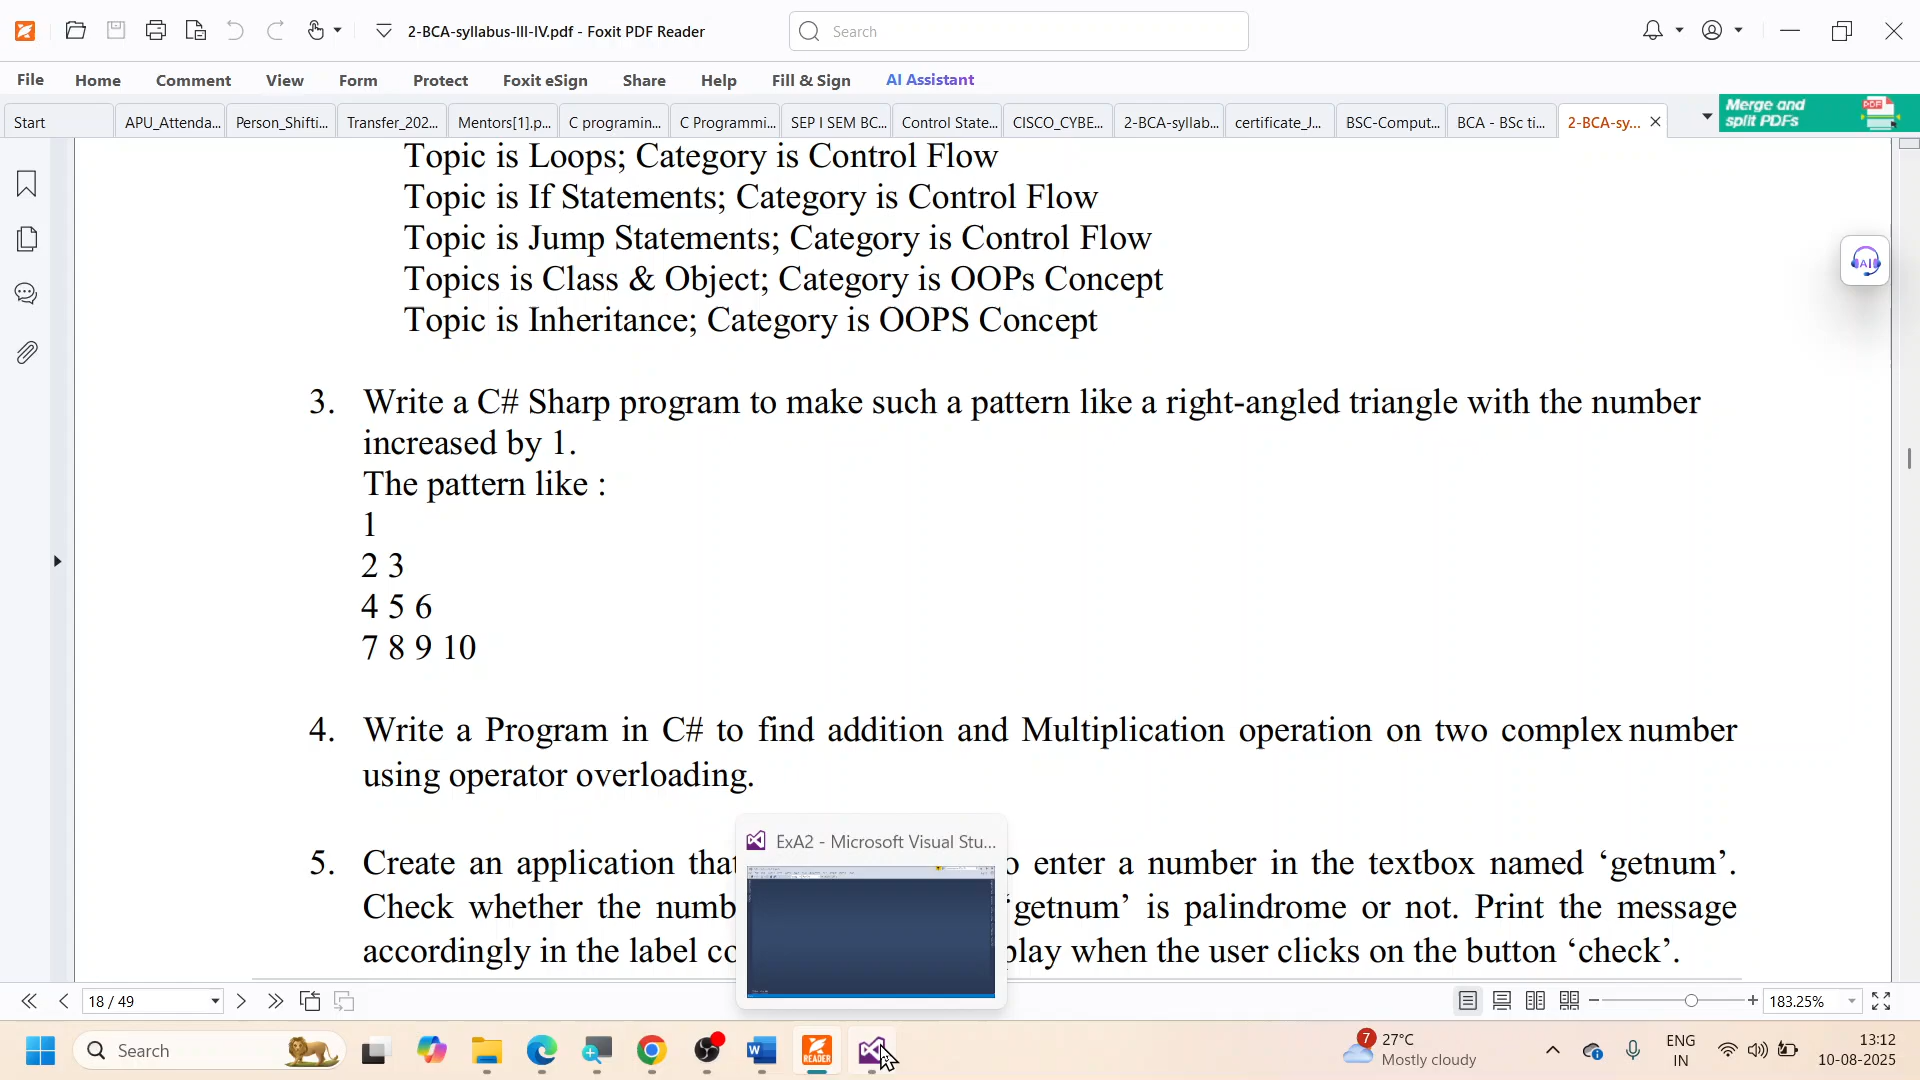 2-BCA-syllabus-III-IV.pdf - Foxit PDF Reader
Search
File Home Comment View Form Protect Foxit eSign Share Help Fill & Sign AI Assistant
Start APU_Attenda... Person_Shifti... Transfer_202... Mentors[1].p... C programin... C Programmi... SEP I SEM BC... Control State... CISCO_CYBE... 2-BCA-syllab... certificate_J... BSC-Comput... BCA - BSc ti... 2-BCA-sy...
Merge and
split PDFs
PDF
AI
Topic is Loops; Category is Control Flow
Topic is If Statements; Category is Control Flow
Topic is Jump Statements; Category is Control Flow
Topics is Class & Object; Category is OOPs Concept
Topic is Inheritance; Category is OOPS Concept
3. Write a C# Sharp program to make such a pattern like a right-angled triangle with the number
increased by 1.
The pattern like :
1
2 3
4 5 6
7 8 9 10
4. Write a Program in C# to find addition and Multiplication operation on two complex number
using operator overloading.
ExA2 - Microsoft Visual Stu...
5. Create an application that o enter a number in the textbox named ‘getnum’.
Check whether the numb ‘getnum’ is palindrome or not. Print the message
accordingly in the label co play when the user clicks on the button ‘check’.
18 / 49
183.25%
Search
READER
7
27°C
Mostly cloudy
ENG
IN
13:12
10-08-2025